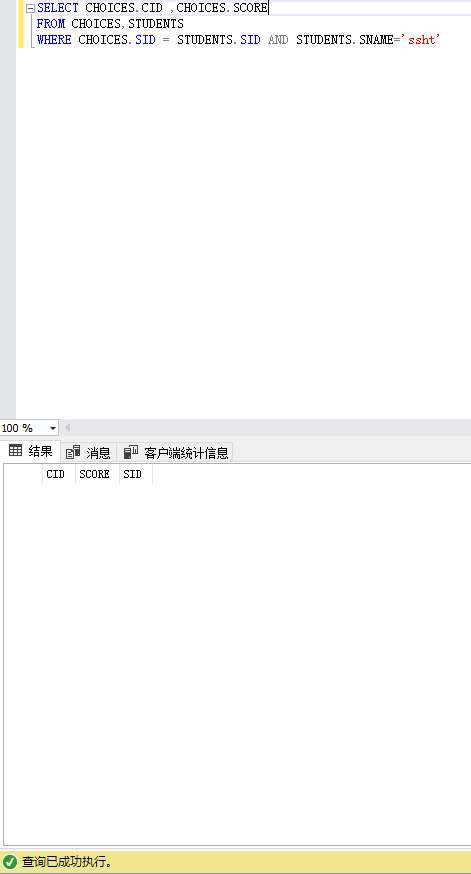 SELECT CHOICES.CID ,CHOICES.SCORE
FROM CHOICES,STUDENTS
WHERE CHOICES.SID = STUDENTS.SID AND STUDENTS.SNAME='ssht'
100 %
结果 消息 客户端统计信息
CID SCORE SID
查询已成功执行。